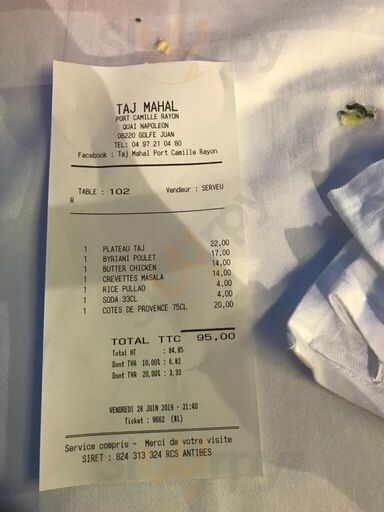 TAJ MAHAL
PORT CAMILLE RAYON
QUAI NAPOLEON
06220 GOLFE JUAN
TEL: 04 97 21 04 80
Facebook : Taj Mahal Port Camille Rayon
TABLE : 102 Vendeur : SERVEU
R
1 PLATEAU TAJ 22,00
1 BYRIANI POULET 17,00
1 BUTTER CHICKEN 14,00
1 CREVETTES MASALA 14,00
1 RICE PULLAO 4,00
1 SODA 33CL 4,00
1 COTES DE PROVENCE 75CL 20,00
TOTAL TTC 95,00
Total HT : 84,85
Dont TVA 10,00% : 6,82
Dont TVA 20,00% : 3,33
VENDREDI 28 JUIN 2019 - 21:40
Ticket : 9662 (N1)
Service compris - Merci de votre visite
SIRET : 824 313 324 RCS ANTIBES